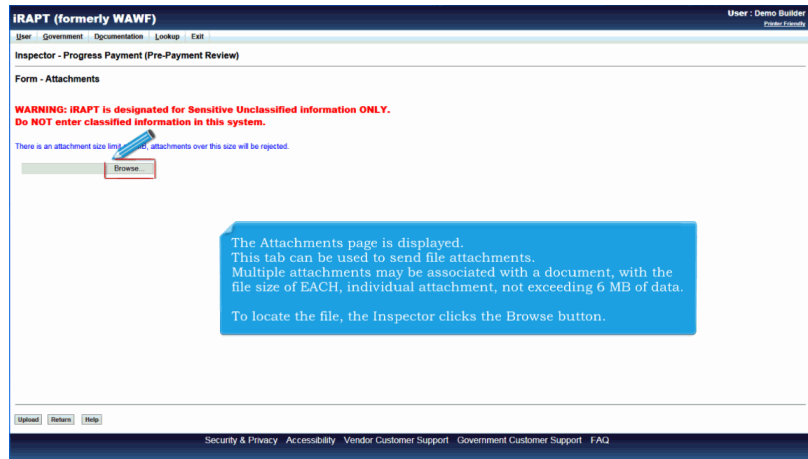 iRAPT (formerly WAWF)
User : Demo Builder
Printer Friendly
User Government Documentation Lookup Exit
Inspector - Progress Payment (Pre-Payment Review)
Form - Attachments
WARNING: iRAPT is designated for Sensitive Unclassified information ONLY.
Do NOT enter classified information in this system.
There is an attachment size limit MB, attachments over this size will be rejected.
Browse...
The Attachments page is displayed.
This tab can be used to send file attachments.
Multiple attachments may be associated with a document, with the
file size of EACH, individual attachment, not exceeding 6 MB of data.
To locate the file, the Inspector clicks the Browse button.
Upload Return Help
Security & Privacy Accessibility Vendor Customer Support Government Customer Support FAQ